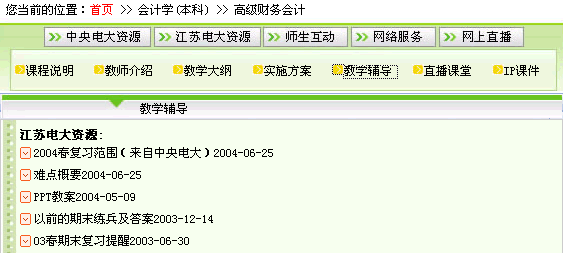 您当前的位置：首页 >> 会计学(本科) >> 高级财务会计
>> 中央电大资源 >> 江苏电大资源 >> 师生互动 >> 网络服务 >> 网上直播
课程说明 教师介绍 教学大纲 实施方案 教学辅导 直播课堂 IP课件
教学辅导
江苏电大资源:
2004春复习范围（来自中央电大）2004-06-25
难点概要2004-06-25
PPT教案2004-05-09
以前的期末练兵及答案2003-12-14
03春期末复习提醒2003-06-30